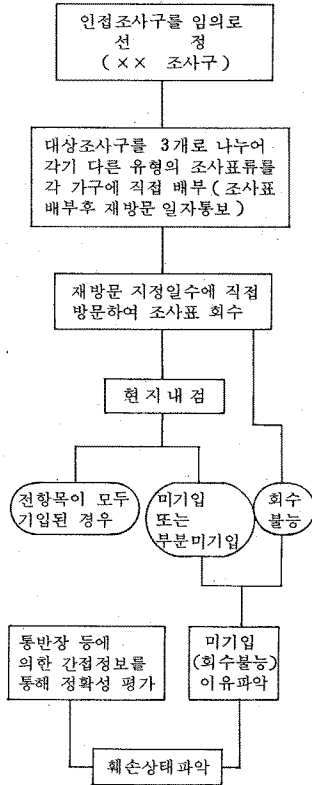 인접조사구를 임의로
선 정
( ×× 조사구 )
대상조사구를 3개로 나누어
각기 다른 유형의 조사표류를
각 가구에 직접 배부 ( 조사표
배부후 재방문 일자통보 )
재방문 지정일수에 직접
방문하여 조사표 회수
현지내검
전항목이 모두
기입된 경우
미기입
또는
부분미기입
회수
불능
통반장 등에
의한 간접정보를
통해 정확성 평가
미기입
(회수불능)
이유파악
훼손상태파악